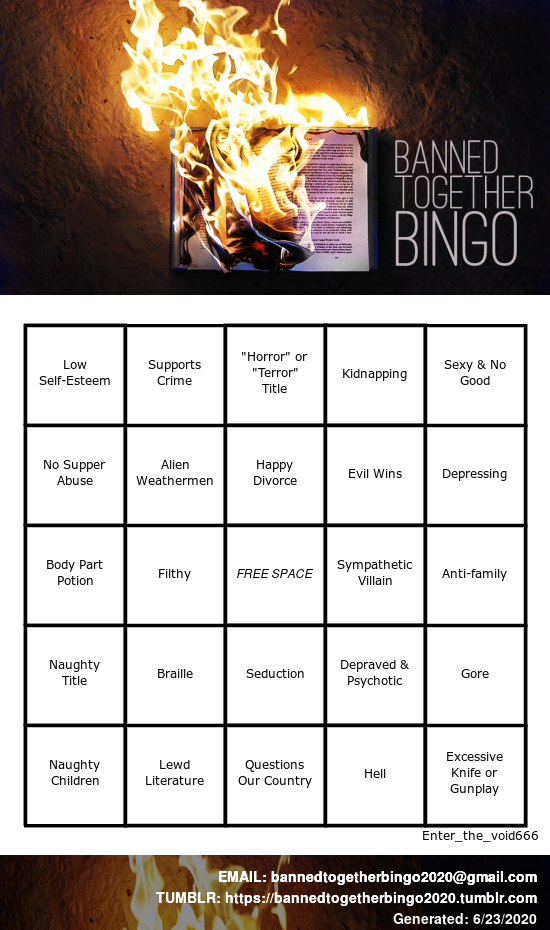 BANNED
TOGETHER
BINGO
Low
Self-Esteem
Supports
Crime
"Horror" or
"Terror"
Title
Kidnapping
Sexy & No
Good
No Supper
Abuse
Alien
Weathermen
Happy
Divorce
Evil Wins
Depressing
Body Part
Potion
Filthy
FREE SPACE
Sympathetic
Villain
Anti-family
Naughty
Title
Braille
Seduction
Depraved &
Psychotic
Gore
Naughty
Children
Lewd
Literature
Questions
Our Country
Hell
Excessive
Knife or
Gunplay
Enter_the_void666
EMAIL: bannedtogetherbingo2020@gmail.com
TUMBLR: https://bannedtogetherbingo2020.tumblr.com
Generated: 6/23/2020